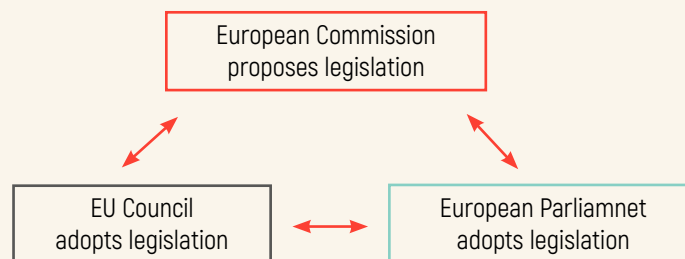 European Commission
proposes legislation
EU Council
adopts legislation
European Parliamnet
adopts legislation